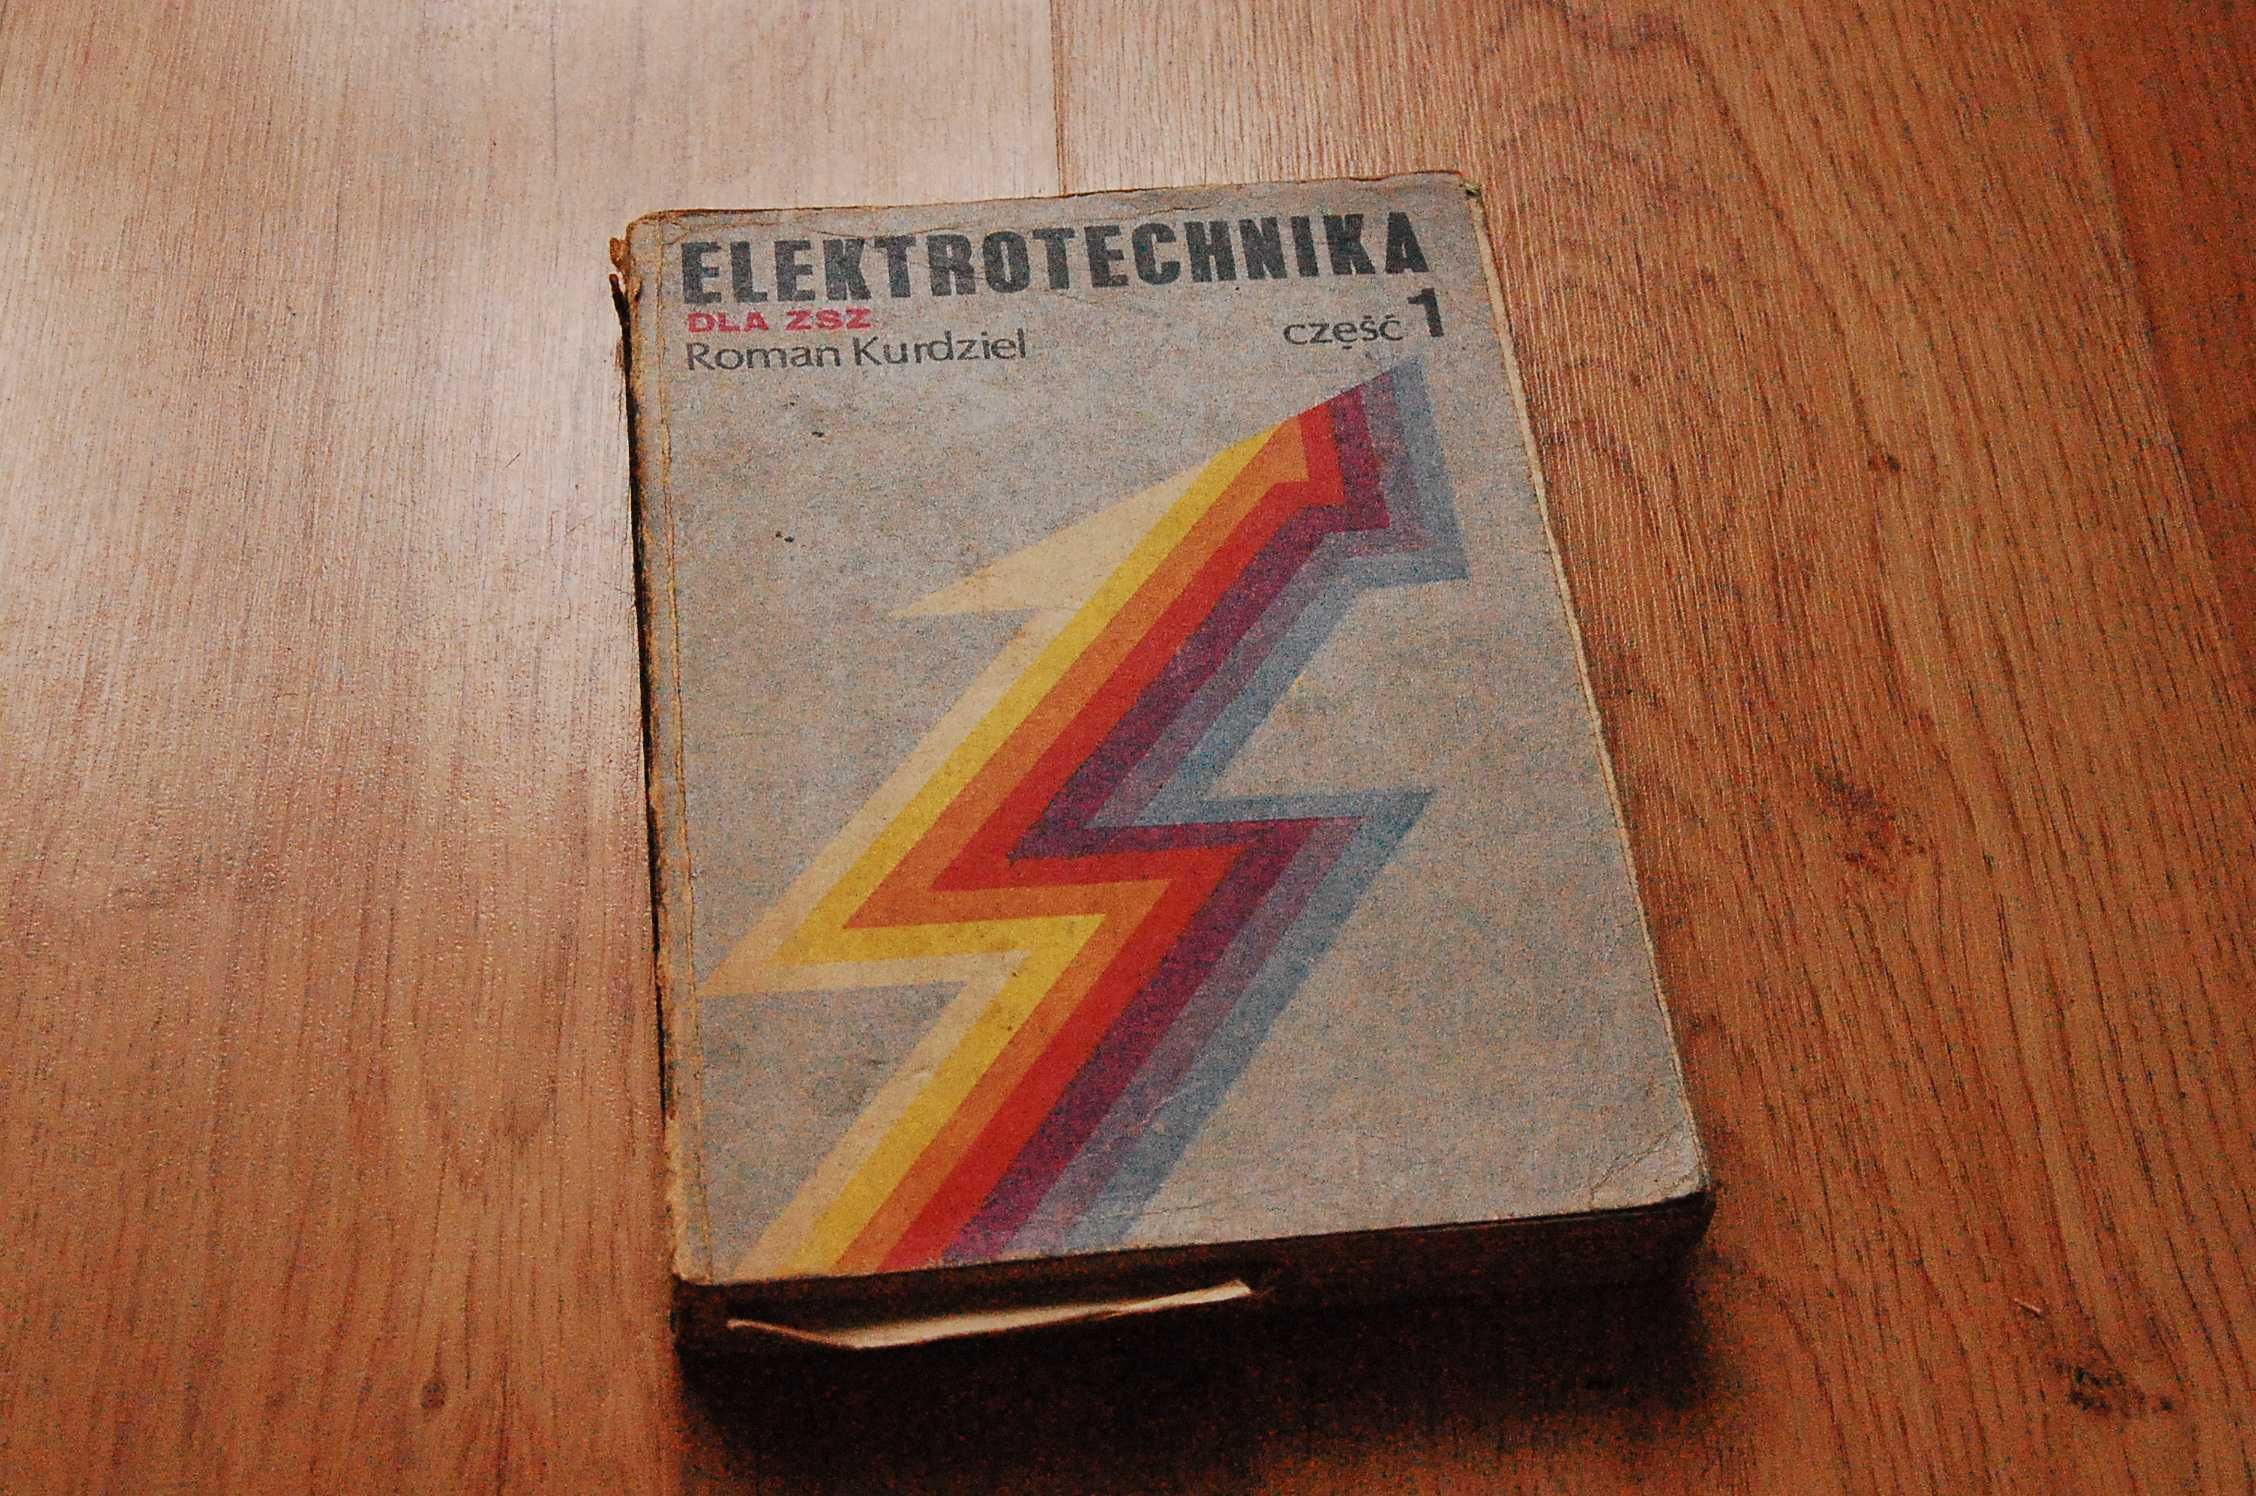 ELEKTROTECHNIKA
DLA ZSZ
Roman Kurdziel
część 1